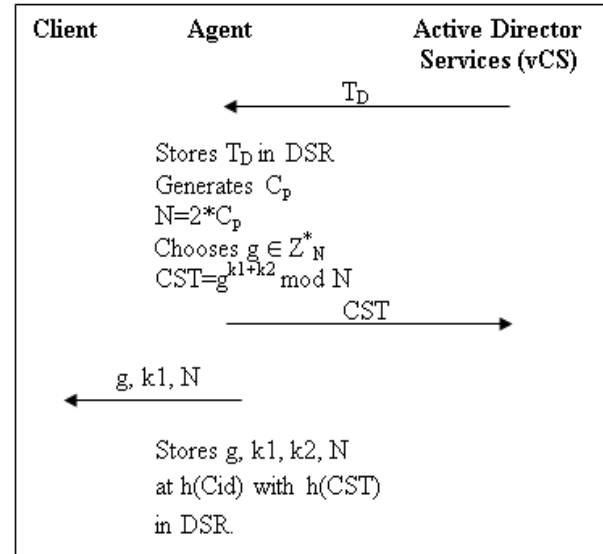 Client Agent Active Director
Services (vCS)
T_D
Stores T_D in DSR
Generates C_p
N=2*C_p
Chooses g ∈ Z*_N
CST=g^{k1+k2} mod N
CST
g, k1, N
Stores g, k1, k2, N
at h(Cid) with h(CST)
in DSR.